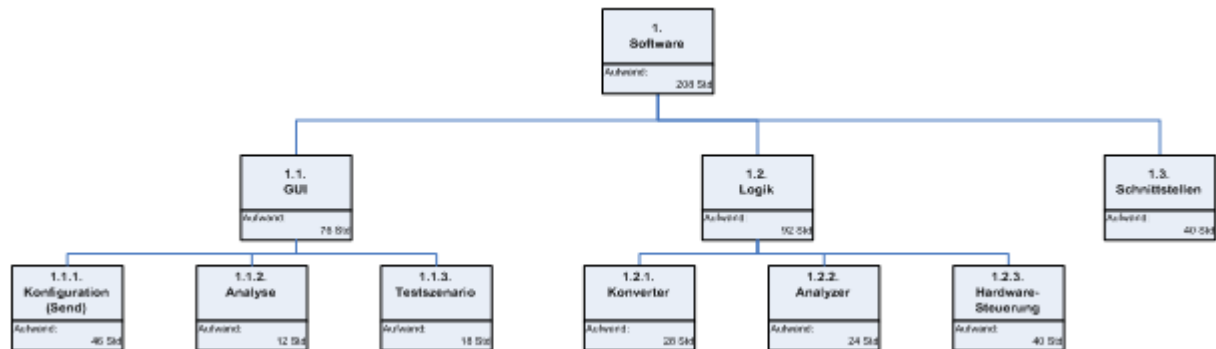 1.
Software
Aufwand:
208 Std
1.1.
GUI
Aufwand:
76 Std
1.2.
Logik
Aufwand:
92 Std
1.3.
Schnittstellen
Aufwand:
40 Std
1.1.1.
Konfiguration
(Send)
Aufwand:
46 Std
1.1.2.
Analyse
Aufwand:
12 Std
1.1.3.
Testszenario
Aufwand:
18 Std
1.2.1.
Konverter
Aufwand:
28 Std
1.2.2.
Analyzer
Aufwand:
24 Std
1.2.3.
Hardware-
Steuerung
Aufwand:
40 Std